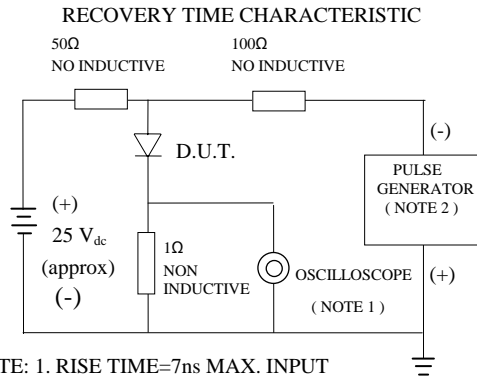 RECOVERY TIME CHARACTERISTIC
50Ω
NO INDUCTIVE
100Ω
NO INDUCTIVE
D.U.T.
(-)
PULSE
GENERATOR
( NOTE 2 )
(+)
(+)
25 Vdc
(approx)
(-)
1Ω
NON
INDUCTIVE
OSCILLOSCOPE
( NOTE 1 )
TE: 1. RISE TIME=7ns MAX. INPUT